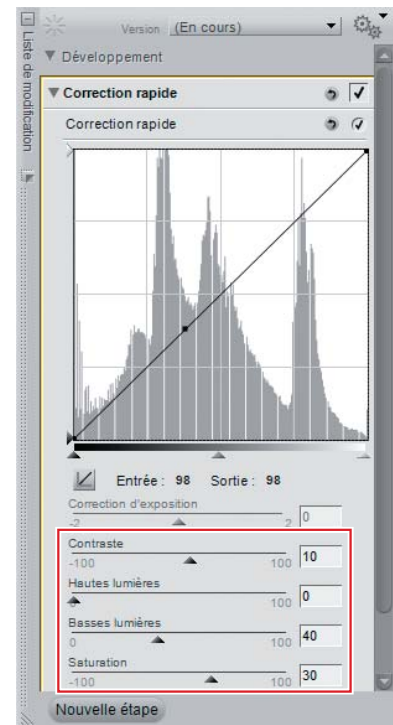 Liste de modification
Version (En cours)
Développement
Correction rapide
Correction rapide
Entrée : 98 Sortie : 98
Correction d'exposition
-2 2 0
Contraste
-100 100 10
Hautes lumières
0 100 0
Basses lumières
0 100 40
Saturation
-100 100 30
Nouvelle étape